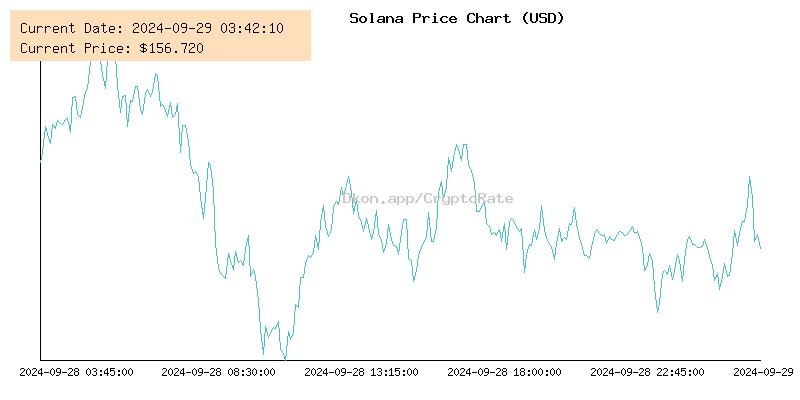 Solana Price Chart (USD)
Current Date: 2024-09-29 03:42:10
Current Price: $156.720
Dkon.app/CryptoRate
2024-09-28 03:45:00 2024-09-28 08:30:00 2024-09-28 13:15:00 2024-09-28 18:00:00 2024-09-28 22:45:00 2024-09-29